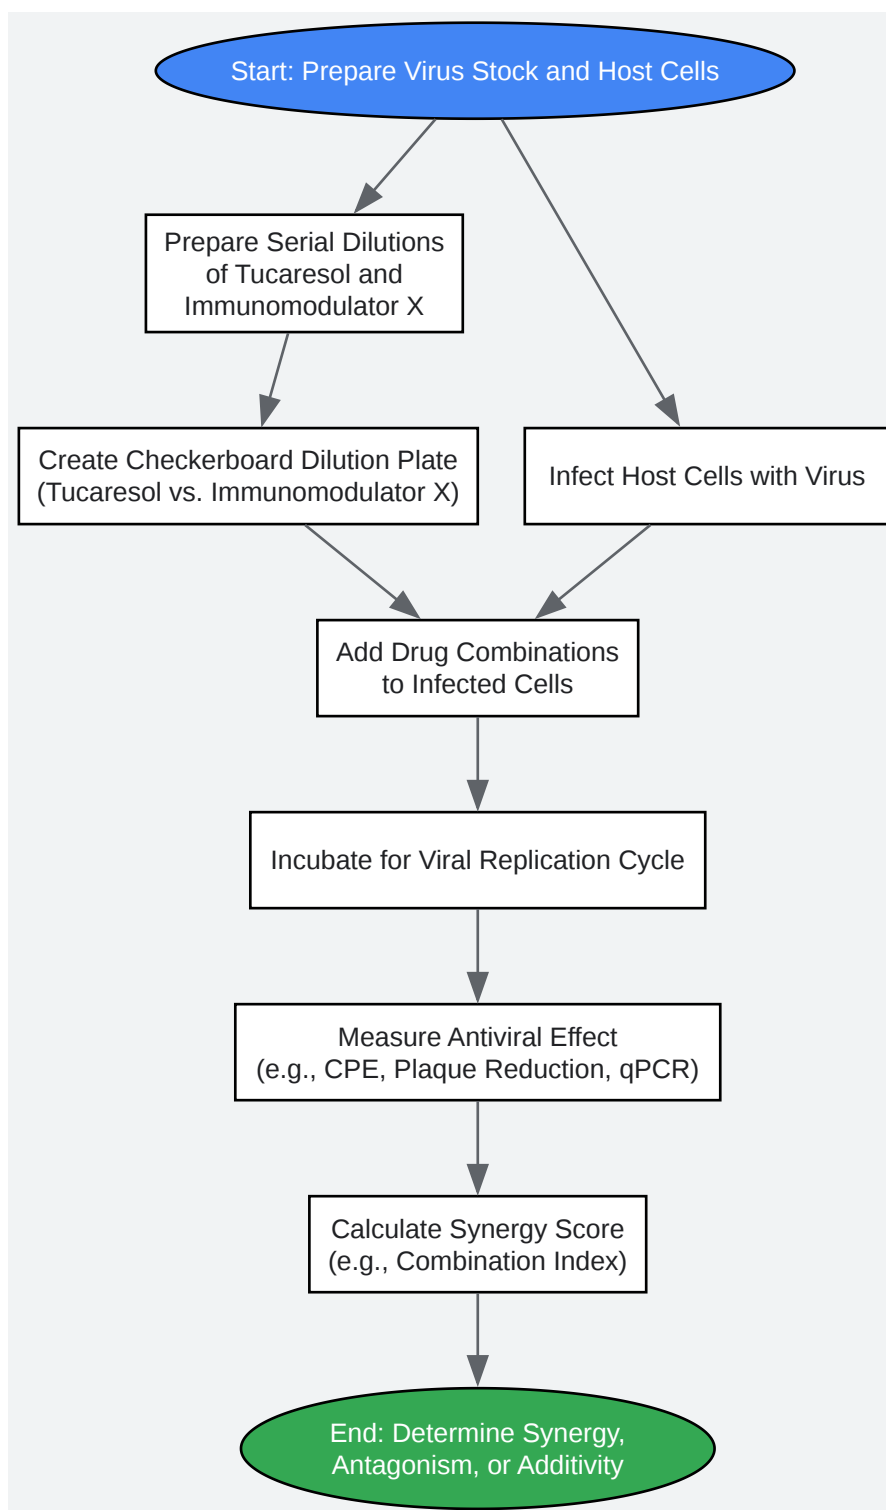 Start: Prepare Virus Stock and Host Cells
Prepare Serial Dilutions
of Tucaresol and
Immunomodulator X
Create Checkerboard Dilution Plate
(Tucaresol vs. Immunomodulator X)
Infect Host Cells with Virus
Add Drug Combinations
to Infected Cells
Incubate for Viral Replication Cycle
Measure Antiviral Effect
(e.g., CPE, Plaque Reduction, qPCR)
Calculate Synergy Score
(e.g., Combination Index)
End: Determine Synergy,
Antagonism, or Additivity